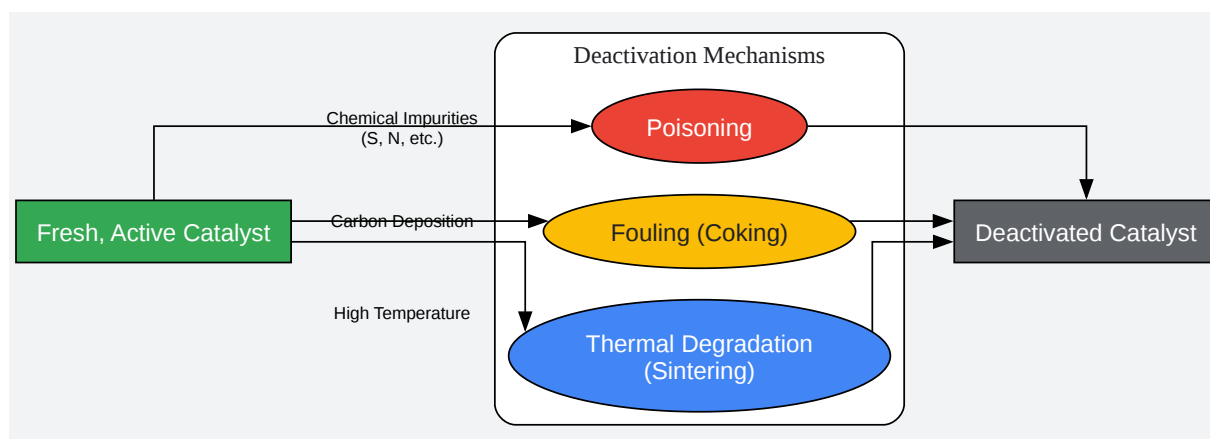 Deactivation Mechanisms
Chemical Impurities
(S, N, etc.)
Poisoning
Fresh, Active Catalyst
Carbon Deposition
Fouling (Coking)
Deactivated Catalyst
High Temperature
Thermal Degradation
(Sintering)